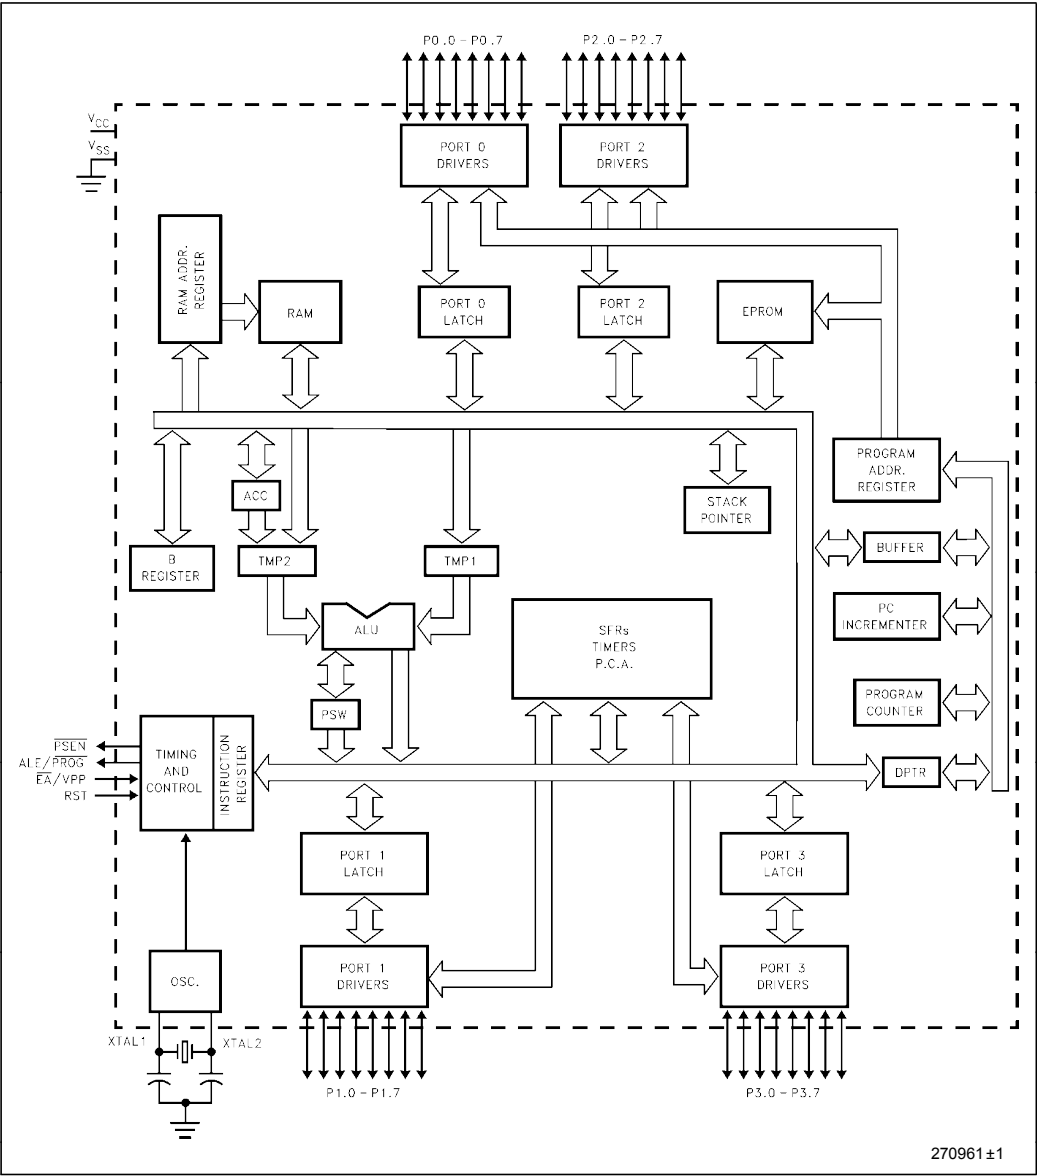 P0.0 – P0.7
P2.0 – P2.7
VCC
VSS
PORT 0
DRIVERS
PORT 2
DRIVERS
RAM ADDR.
REGISTER
RAM
PORT 0
LATCH
PORT 2
LATCH
EPROM
PROGRAM
ADDR.
REGISTER
ACC
STACK
POINTER
B
REGISTER
TMP2
TMP1
BUFFER
ALU
SFRs
TIMERS
P.C.A.
PC
INCREMENTER
PSW
PROGRAM
COUNTER
PSEN
ALE/PROG
EA/VPP
RST
TIMING
AND
CONTROL
INSTRUCTION
REGISTER
DPTR
PORT 1
LATCH
PORT 3
LATCH
OSC.
PORT 1
DRIVERS
PORT 3
DRIVERS
XTAL1
XTAL2
P1.0 – P1.7
P3.0 – P3.7
270961±1